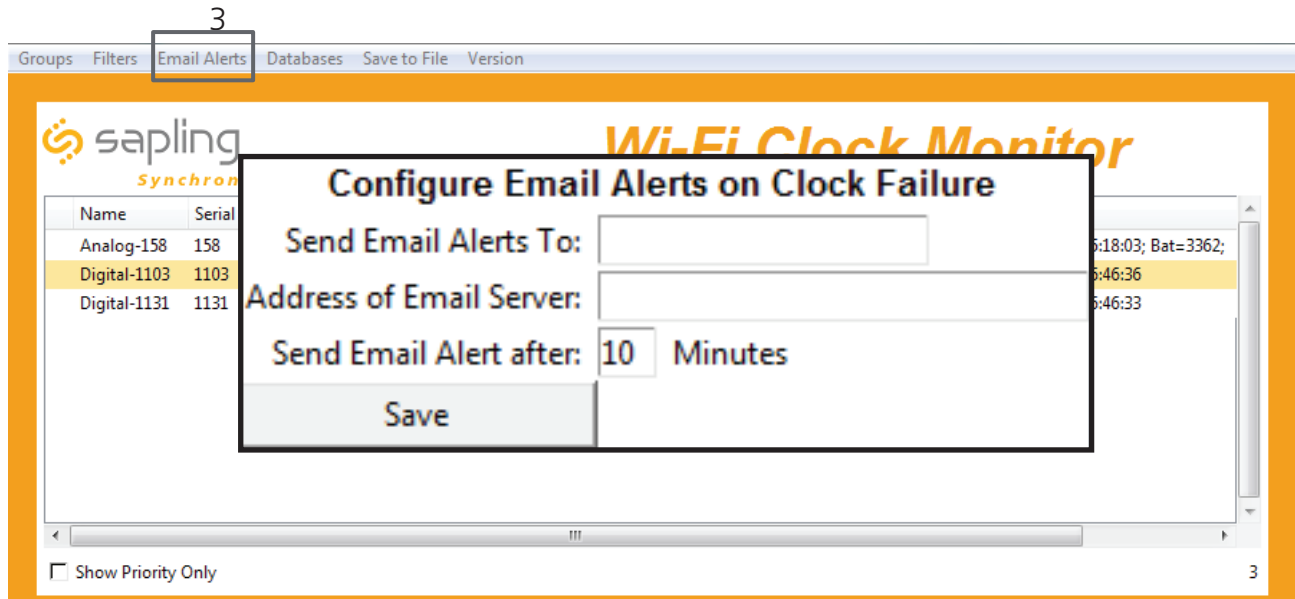 3
Groups Filters Email Alerts Databases Save to File Version
sapling
Wi-Fi Clock Monitor
Synchron
Configure Email Alerts on Clock Failure
Name Serial
Analog-158 158 Send Email Alerts To: 5:18:03; Bat=3362;
Digital-1103 1103 5:46:36
Digital-1131 1131 Address of Email Server: 5:46:33
Send Email Alert after: 10 Minutes
Save
Show Priority Only 3